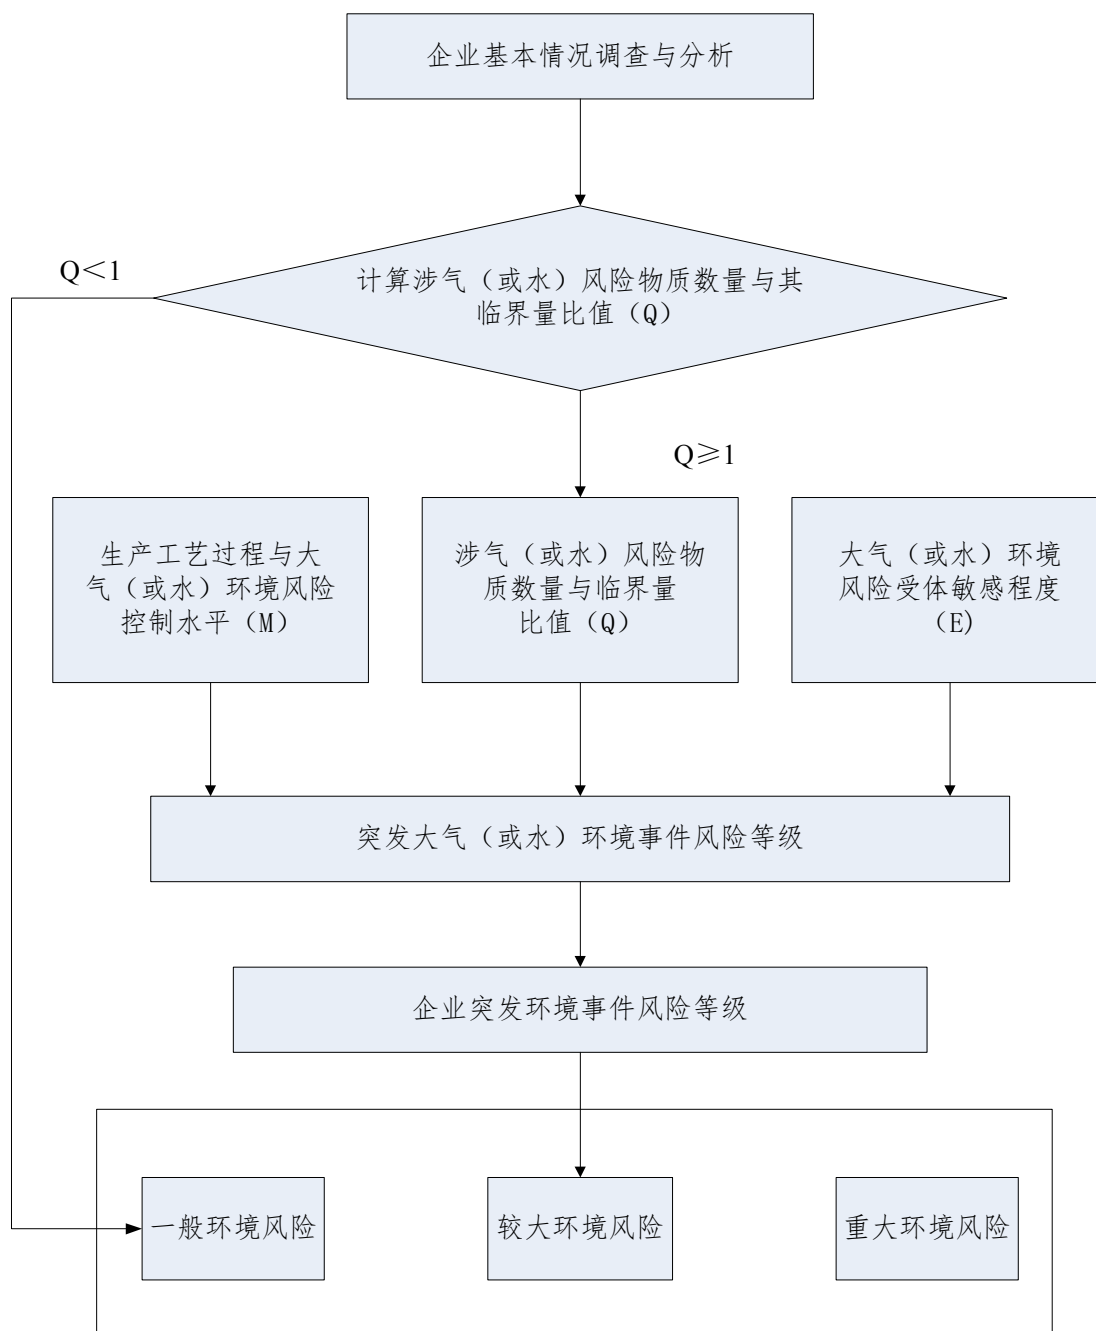 企业基本情况调查与分析
Q＜1
计算涉气（或水）风险物质数量与其
临界量比值（Q）
Q≥1
生产工艺过程与大
气（或水）环境风险
控制水平（M）
涉气（或水）风险物
质数量与临界量
比值（Q）
大气（或水）环境
风险受体敏感程度
（E)
突发大气（或水）环境事件风险等级
企业突发环境事件风险等级
一般环境风险
较大环境风险
重大环境风险